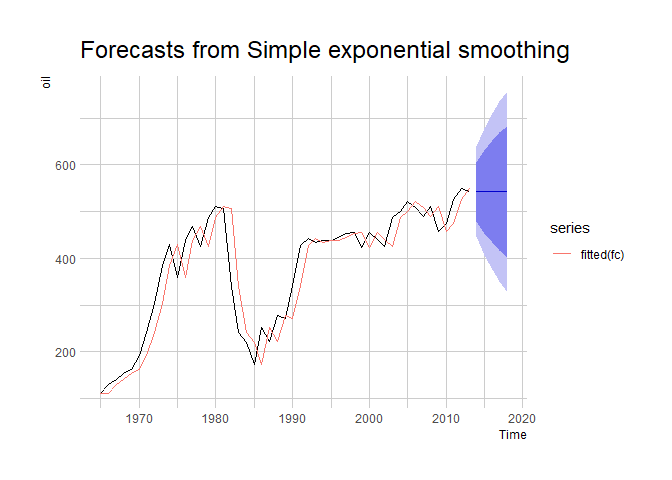 Forecasts from Simple exponential smoothing
oil
600
400
200
1970
1980
1990
2000
2010
2020
Time
series
fitted(fc)